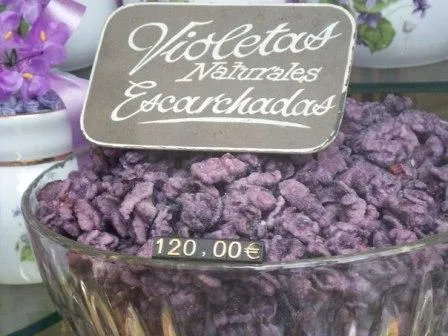 Violetas
Naturales
Escarchadas
120,00€